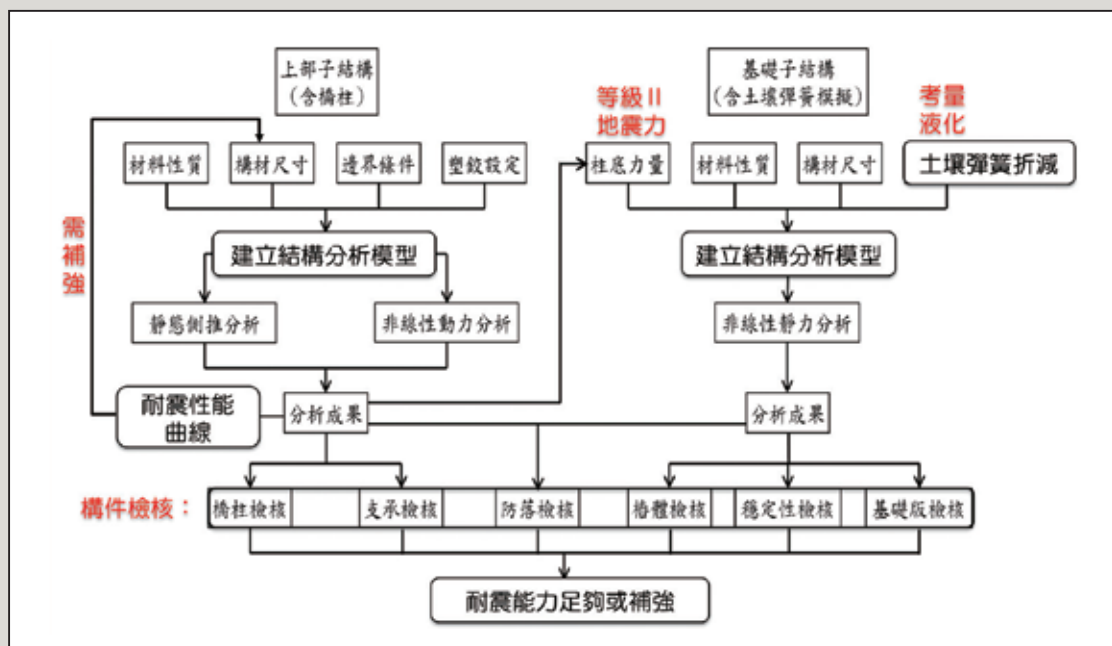 上部子結構
(含橋柱)
基礎子結構
(含土壤彈簧模擬)
等級 II
地震力
考量
液化
材料性質
構材尺寸
邊界條件
塑鉸設定
柱底力量
材料性質
構材尺寸
土壤彈簧折減
需
補
強
建立結構分析模型
建立結構分析模型
靜態側推分析
非線性動力分析
非線性靜力分析
耐震性能
曲線
分析成果
分析成果
構件檢核：
橋柱檢核
支承檢核
防落檢核
樁體檢核
穩定性檢核
基礎版檢核
耐震能力足夠或補強